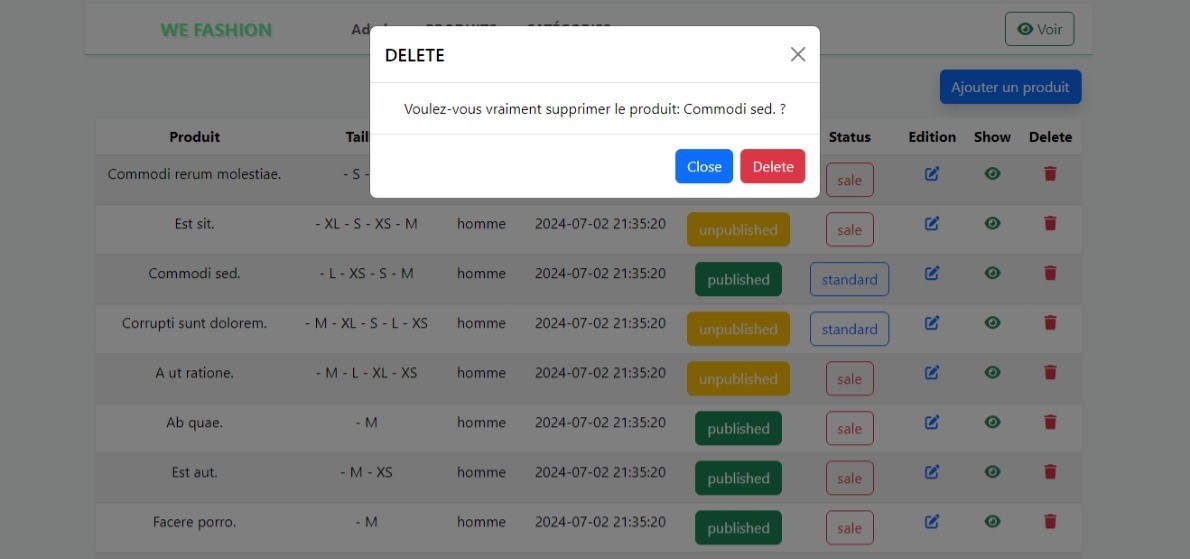 WE FASHION
Voir
DELETE
Voulez-vous vraiment supprimer le produit: Commodi sed. ?
Close Delete
Ajouter un produit
Produit Status Edition Show Delete
Commodi rerum molestiae. - S - sale
Est sit. - XL - S - XS - M homme 2024-07-02 21:35:20 unpublished sale
Commodi sed. - L - XS - S - M homme 2024-07-02 21:35:20 published standard
Corrupti sunt dolorem. - M - XL - S - L - XS homme 2024-07-02 21:35:20 unpublished standard
A ut ratione. - M - L - XL - XS homme 2024-07-02 21:35:20 unpublished sale
Ab quae. - M homme 2024-07-02 21:35:20 published sale
Est aut. - M - XS homme 2024-07-02 21:35:20 published sale
Facere porro. - M homme 2024-07-02 21:35:20 published sale